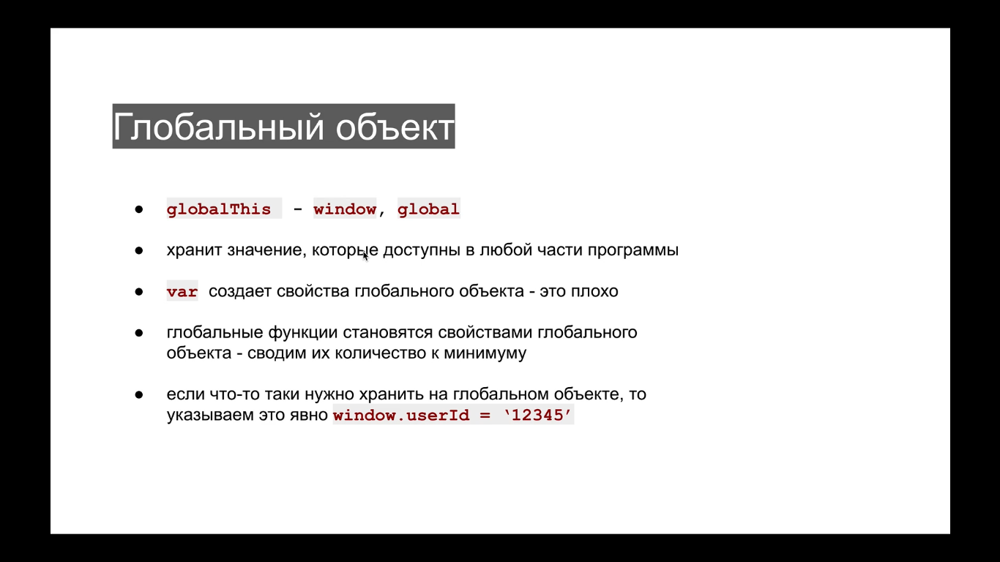 Глобальный объект
● globalThis - window, global
● хранит значение, которые доступны в любой части программы
● var создает свойства глобального объекта - это плохо
● глобальные функции становятся свойствами глобального
объекта - сводим их количество к минимуму
● если что-то таки нужно хранить на глобальном объекте, то
указываем это явно window.userId = ‘12345’